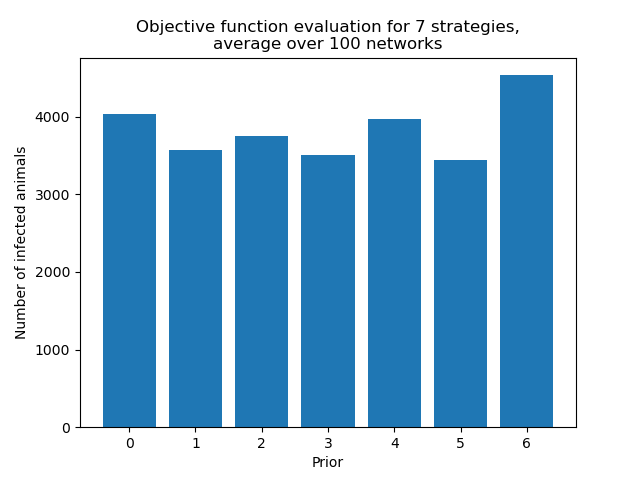 Objective function evaluation for 7 strategies,
average over 100 networks
Number of infected animals
4000
3000
2000
1000
0
0 1 2 3 4 5 6
Prior